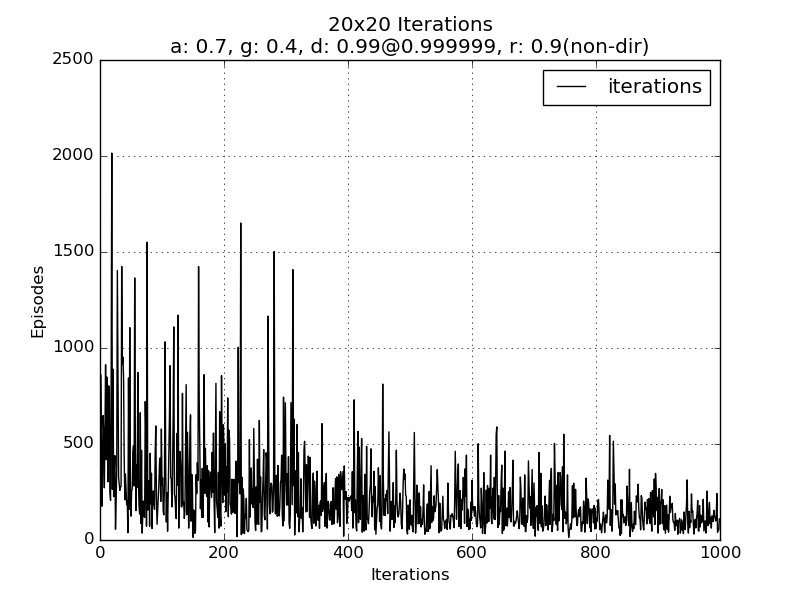 20x20 Iterations
a: 0.7, g: 0.4, d: 0.99@0.999999, r: 0.9(non-dir)
2500
iterations
2000
1500
Episodes
1000
500
0
0 200 400 600 800 1000
Iterations